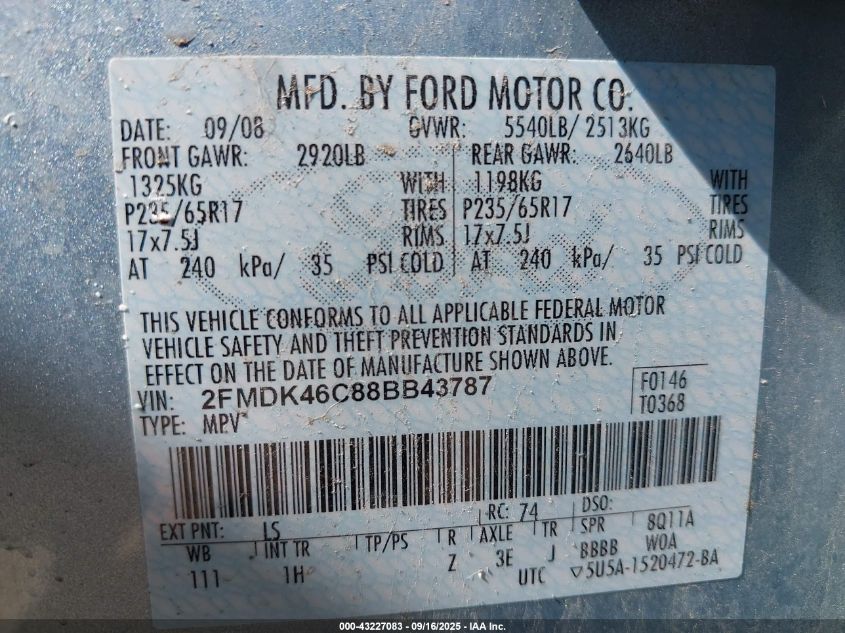 MFD. BY FORD MOTOR CO.
DATE: 09/08 GVWR: 5540LB/ 2513KG
FRONT GAWR: 2920LB REAR GAWR: 2640LB
1325KG WITH 1198KG WITH
P235/65R17 TIRES P235/65R17 TIRES
17x7.5J RIMS 17x7.5J RIMS
AT 240 kPa/ 35 PSI COLD AT 240 kPa/ 35 PSI COLD
THIS VEHICLE CONFORMS TO ALL APPLICABLE FEDERAL MOTOR
VEHICLE SAFETY AND THEFT PREVENTION STANDARDS IN
EFFECT ON THE DATE OF MANUFACTURE SHOWN ABOVE.
VIN: 2FMDK46C88BB43787 F0146
TYPE: MPV T0368
RC: 74 DSO:
EXT PNT: LS
WB INT TR TP/PS R AXLE TR SPR 8Q11A
111 1H Z 3E J BBBB W0A
UTC ▽5U5A-1520472-BA
000-43227083 - 09/16/2025 - IAA Inc.